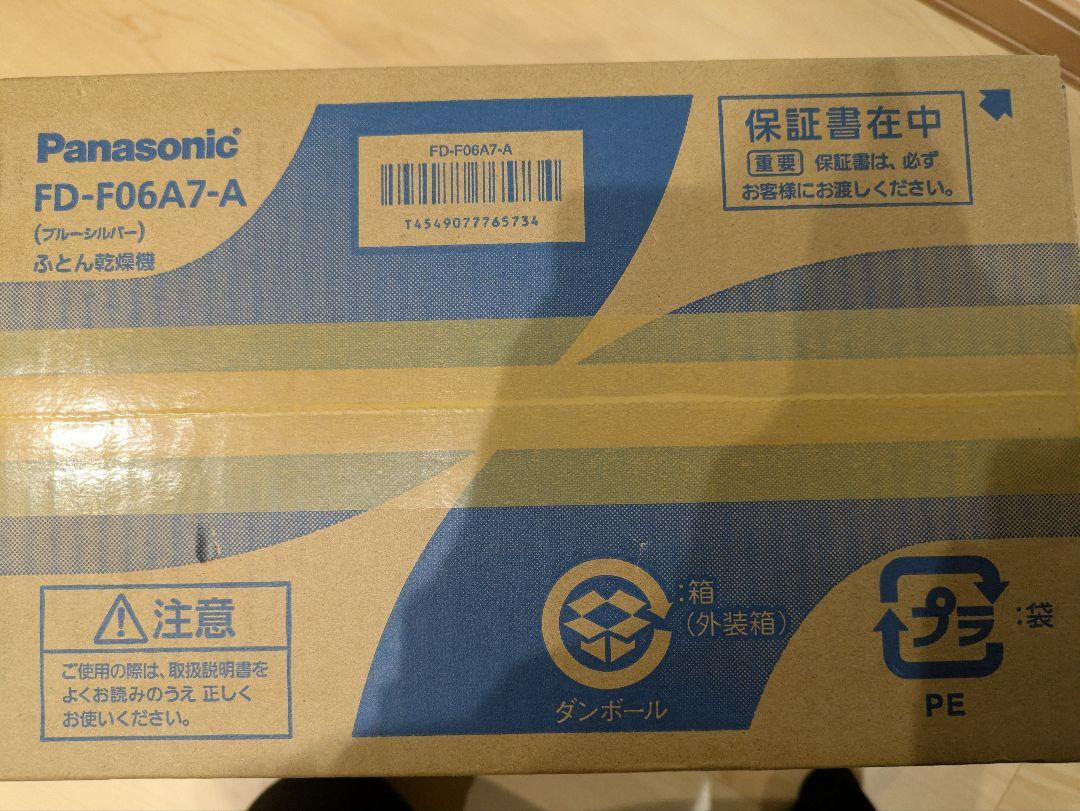 Panasonic
FD-F06A7-A
(ブルーシルバー)
ふとん乾燥機
FD-F06A7-A
T4549077765734
保証書在中
重要 保証書は、必ず
お客様にお渡しください。
注意
ご使用の際は、取扱説明書を
よくお読みのうえ 正しく
お使いください。
:箱
(外装箱)
ダンボール
プラ
:袋
PE